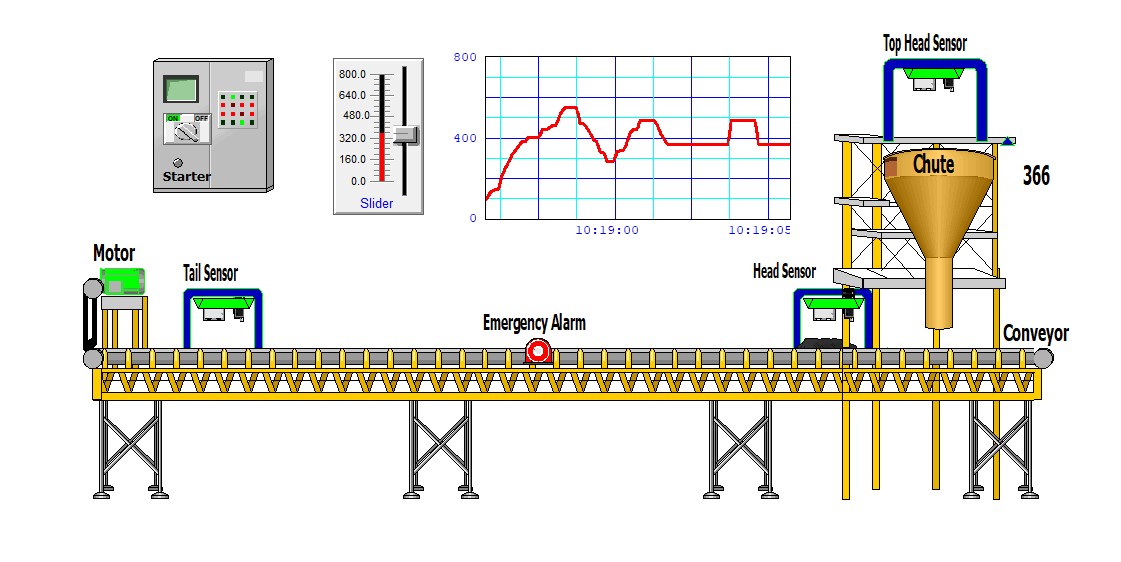 Top Head Sensor
800
800.0
640.0
480.0
320.0
160.0
0.0
Slider
ON
OFF
Starter
400
0
10:19:00
10:19:05
Chute
366
Motor
Tail Sensor
Head Sensor
Emergency Alarm
Conveyor